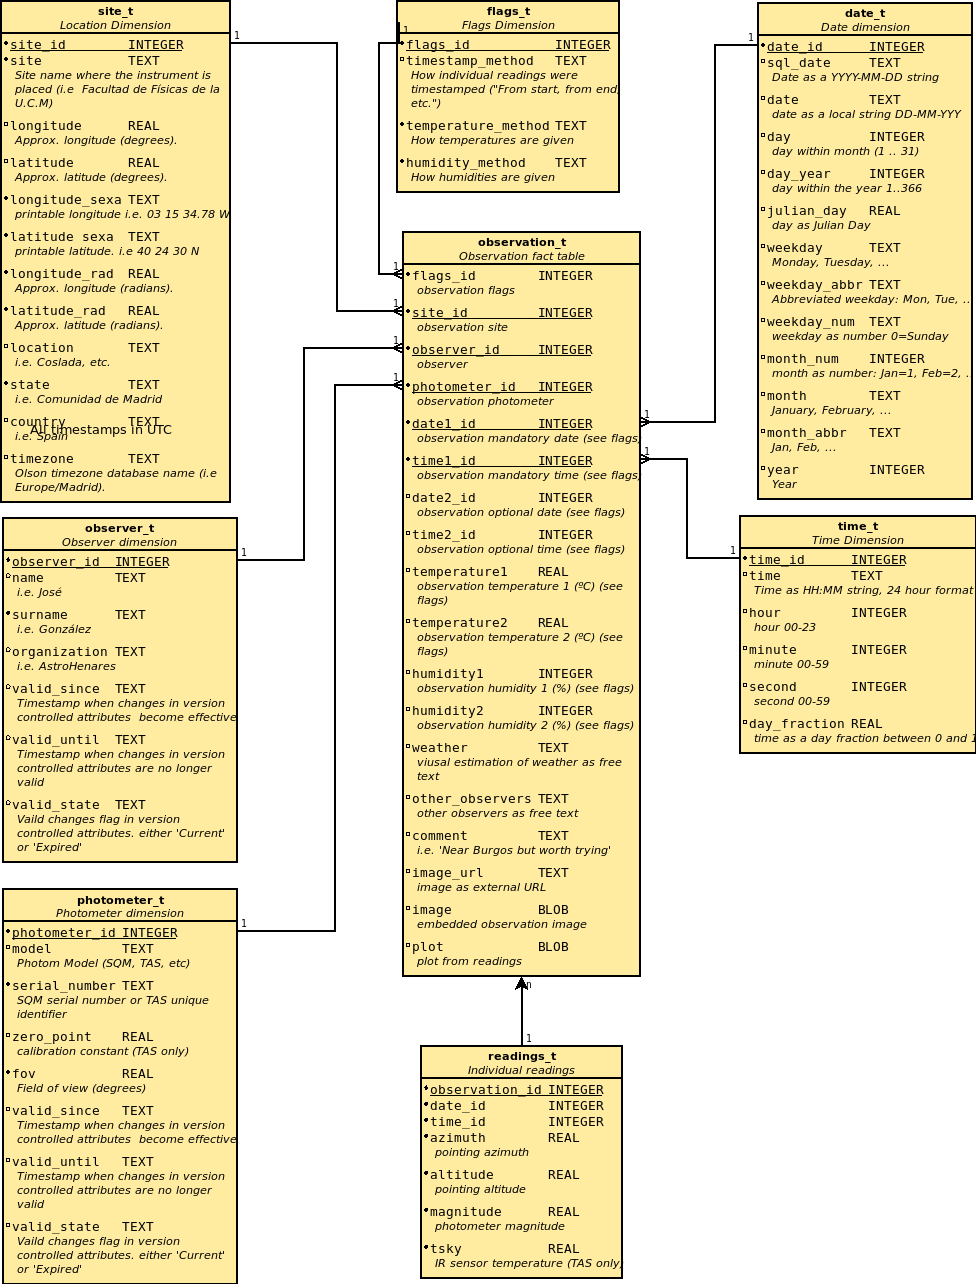 site_t
Location Dimension
site_id INTEGER
site TEXT
Site name where the instrument is
placed (i.e  Facultad de Físicas de la
U.C.M)
longitude REAL
Approx. longitude (degrees).
latitude REAL
Approx. latitude (degrees).
longitude_sexa TEXT
printable longitude i.e. 03 15 34.78 W
latitude sexa TEXT
printable latitude. i.e 40 24 30 N
longitude_rad REAL
Approx. longitude (radians).
latitude_rad REAL
Approx. latitude (radians).
location TEXT
i.e. Coslada, etc.
state TEXT
i.e. Comunidad de Madrid
country TEXT
i.e. Spain
All timestamps in UTC
timezone TEXT
Olson timezone database name (i.e
Europe/Madrid).
1
flags_t
Flags Dimension
1
flags_id INTEGER
timestamp_method TEXT
How individual readings were
timestamped ("From start, from end,
etc.")
temperature_method TEXT
How temperatures are given
humidity_method TEXT
How humidities are given
1
date_t
Date dimension
date_id INTEGER
sql_date TEXT
Date as a YYYY-MM-DD string
date TEXT
date as a local string DD-MM-YYY
day INTEGER
day within month (1 .. 31)
day_year INTEGER
day within the year 1..366
julian_day REAL
day as Julian Day
weekday TEXT
Monday, Tuesday, ...
weekday_abbr TEXT
Abbreviated weekday: Mon, Tue, ..
weekday_num TEXT
weekday as number 0=Sunday
month_num INTEGER
month as number: Jan=1, Feb=2, ..
month TEXT
January, February, ...
month_abbr TEXT
Jan, Feb, ...
year INTEGER
Year
observation_t
Observation fact table
1
flags_id INTEGER
observation flags
1
site_id INTEGER
observation site
1
observer_id INTEGER
observer
1
photometer_id INTEGER
observation photometer
1
date1_id INTEGER
observation mandatory date (see flags)
1
time1_id INTEGER
observation mandatory time (see flags)
date2_id INTEGER
observation optional date (see flags)
time2_id INTEGER
observation optional time (see flags)
temperature1 REAL
observation temperature 1 (ºC) (see
flags)
temperature2 REAL
observation temperature 2 (ºC) (see
flags)
humidity1 INTEGER
observation humidity 1 (%) (see flags)
humidity2 INTEGER
observation humidity 2 (%) (see flags)
weather TEXT
viusal estimation of weather as free
text
other_observers TEXT
other observers as free text
comment TEXT
i.e. 'Near Burgos but worth trying'
image_url TEXT
image as external URL
image BLOB
embedded observation image
plot BLOB
plot from readings
n
1
observer_t
Observer dimension
1
observer_id INTEGER
name TEXT
i.e. José
surname TEXT
i.e. González
organization TEXT
i.e. AstroHenares
valid_since TEXT
Timestamp when changes in version
controlled attributes  become effective
valid_until TEXT
Timestamp when changes in version
controlled attributes are no longer
valid
valid_state TEXT
Vaild changes flag in version
controlled attributes. either 'Current'
or 'Expired'
time_t
Time Dimension
1
time_id INTEGER
time TEXT
Time as HH:MM string, 24 hour format
hour INTEGER
hour 00-23
minute INTEGER
minute 00-59
second INTEGER
second 00-59
day_fraction REAL
time as a day fraction between 0 and 1
photometer_t
Photometer dimension
1
photometer_id INTEGER
model TEXT
Photom Model (SQM, TAS, etc)
serial_number TEXT
SQM serial number or TAS unique
identifier
zero_point REAL
calibration constant (TAS only)
fov REAL
Field of view (degrees)
valid_since TEXT
Timestamp when changes in version
controlled attributes  become effective
valid_until TEXT
Timestamp when changes in version
controlled attributes are no longer
valid
valid_state TEXT
Vaild changes flag in version
controlled attributes. either 'Current'
or 'Expired'
readings_t
Individual readings
observation_id INTEGER
date_id INTEGER
time_id INTEGER
azimuth REAL
pointing azimuth
altitude REAL
pointing altitude
magnitude REAL
photometer magnitude
tsky REAL
IR sensor temperature (TAS only)